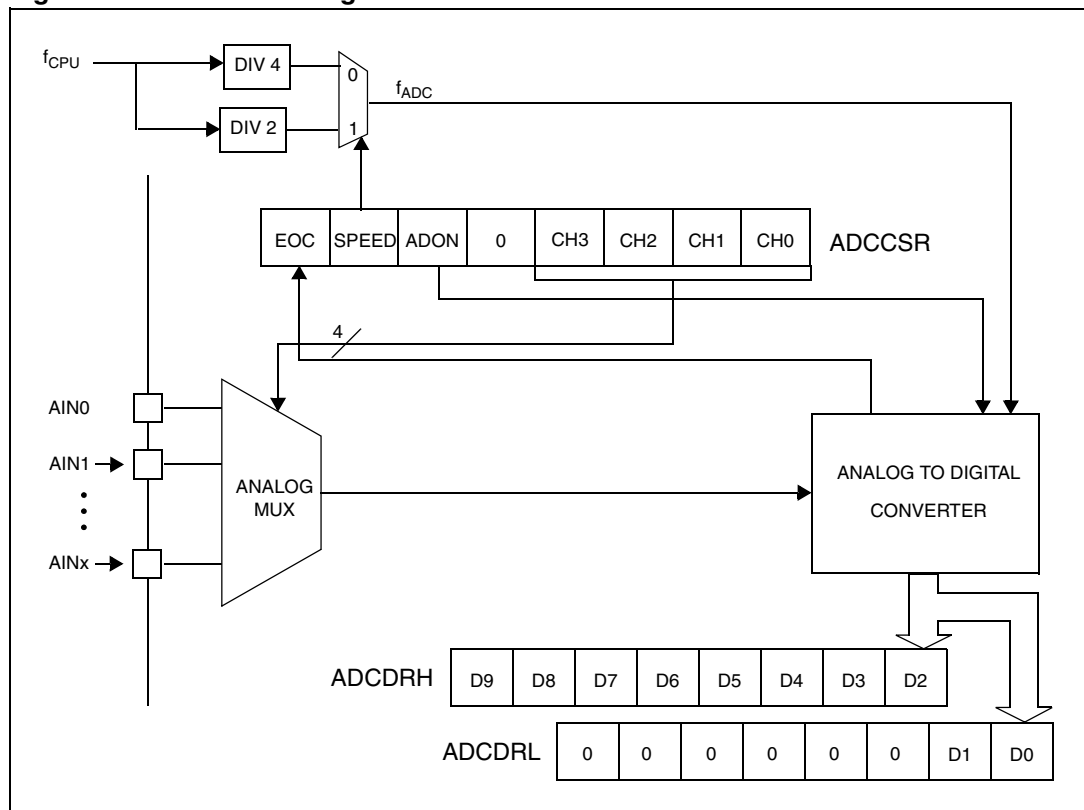 f_CPU
DIV 4
0
f_ADC
DIV 2
1
EOC SPEED ADON 0 CH3 CH2 CH1 CH0 ADCCSR
4
AIN0
AIN1
AINx
ANALOG
MUX
ANALOG TO DIGITAL
CONVERTER
ADCDRH D9 D8 D7 D6 D5 D4 D3 D2
ADCDRL 0 0 0 0 0 0 D1 D0